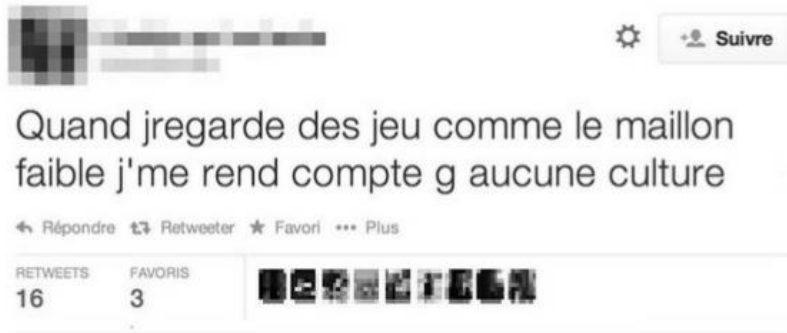 Suivre
Quand jregarde des jeu comme le maillon
faible j'me rend compte g aucune culture
Répondre Retweeter Favori ••• Plus
RETWEETS FAVORIS
16 3